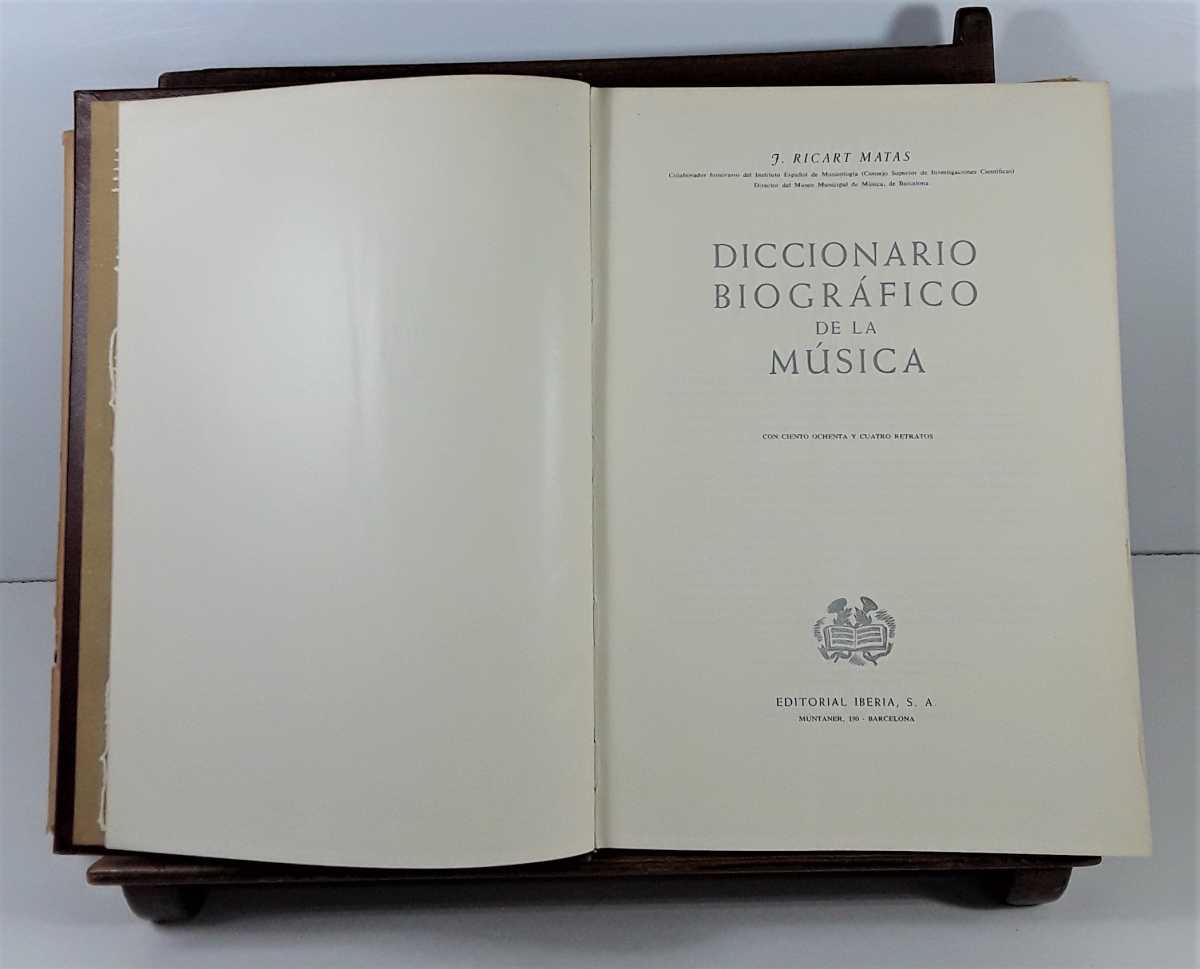 J. RICART MATAS
Colaborador honorario del Instituto Español de Musicología (Consejo Superior de Investigaciones Científicas)
Director del Museo Municipal de Música, de Barcelona
DICCIONARIO
BIOGRÁFICO
DE LA
MÚSICA
CON CIENTO OCHENTA Y CUATRO RETRATOS
EDITORIAL IBERIA, S. A.
MUNTANER, 190 - BARCELONA